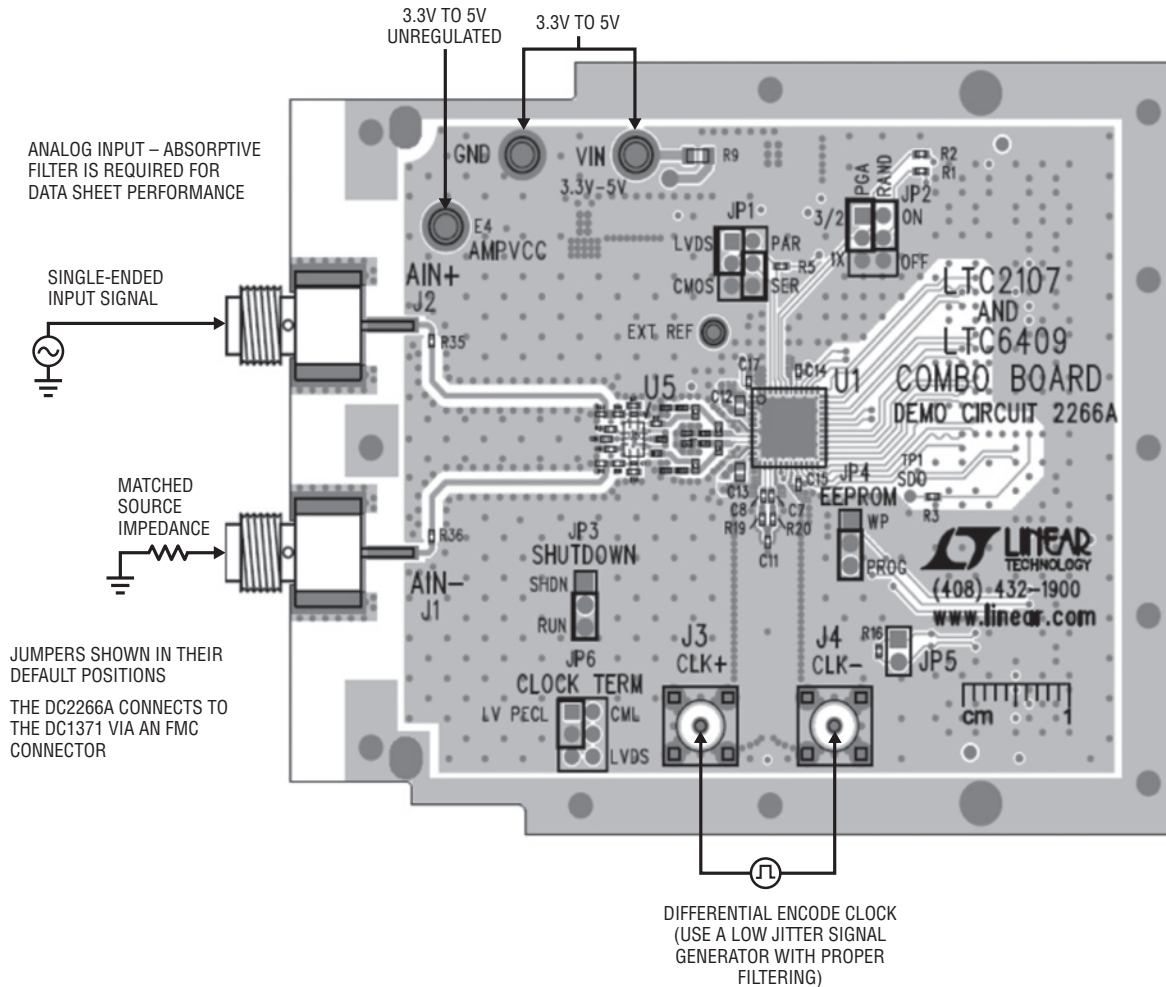 3.3V TO 5V
UNREGULATED
3.3V TO 5V
ANALOG INPUT – ABSORPTIVE
FILTER IS REQUIRED FOR
DATA SHEET PERFORMANCE
SINGLE-ENDED
INPUT SIGNAL
MATCHED
SOURCE
IMPEDANCE
JUMPERS SHOWN IN THEIR
DEFAULT POSITIONS
THE DC2266A CONNECTS TO
THE DC1371 VIA AN FMC
CONNECTOR
GND
VIN
3.3V-5V
R9
E4
AMPVCC
AIN+
J2
R35
JP1
LVDS
PAR
CMOS
SER
R5
EXT REF
PGA
RAND
JP2
3/2
ON
1X
OFF
R2
R1
LTC2107
AND
LTC6409
COMBO BOARD
DEMO CIRCUIT 2266A
U5
U1
C17
C14
C12
C13
C15
C8
C7
R19
R20
C11
TP1
SDO
R3
JP4
EEPROM
WP
PROG
LINEAR
TECHNOLOGY
(408) 432-1900
www.linear.com
R36
AIN-
J1
JP3
SHUTDOWN
SHDN
RUN
JP6
CLOCK TERM
LV PECL
CML
LVDS
J3
CLK+
J4
CLK-
R16
JP5
cm 1
DIFFERENTIAL ENCODE CLOCK
(USE A LOW JITTER SIGNAL
GENERATOR WITH PROPER
FILTERING)